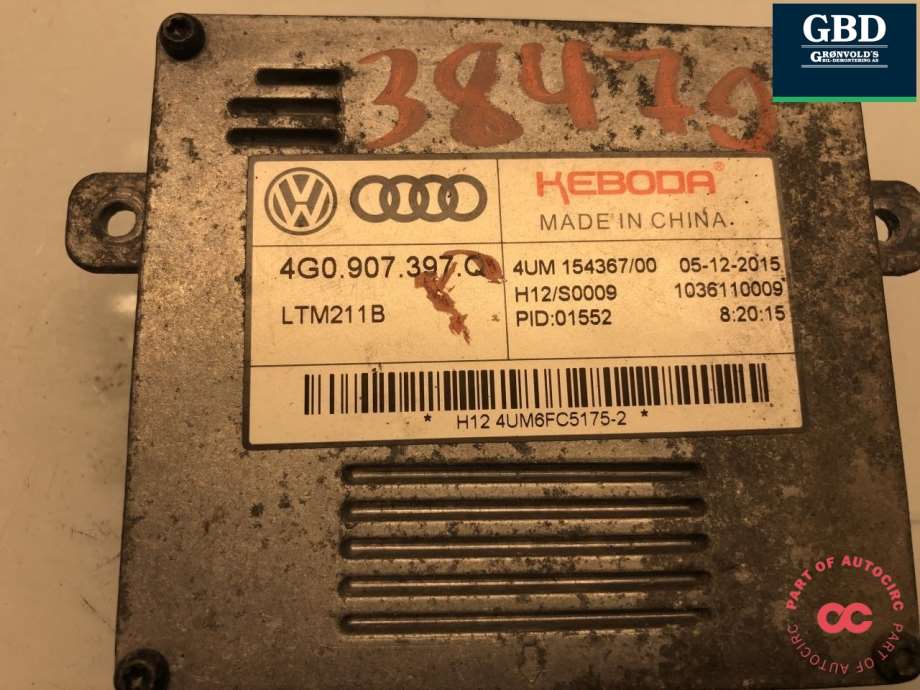 GBD
GRØNVOLD'S
BIL-DEMONTERING AS
38479
KEBODA®
MADE IN CHINA.
4G0.907.397.Q
LTM211B
4UM 154367/00 05-12-2015
H12/S0009 1036110009
PID:01552 8:20:15
* H12 4UM6FC5175-2 *
PART OF AUTOCIRC PART OF AUTOCIRC